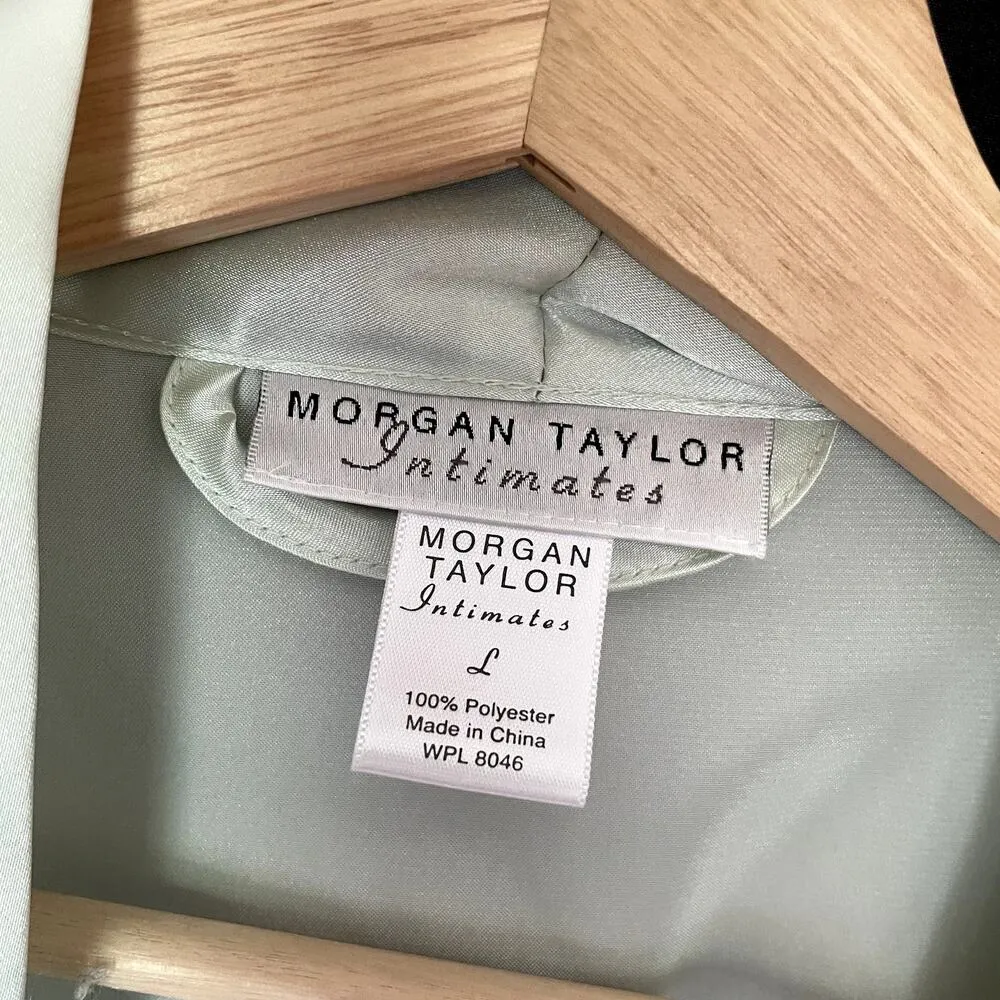 MORGAN TAYLOR
Intimates
MORGAN
TAYLOR
Intimates
L
100% Polyester
Made in China
WPL 8046